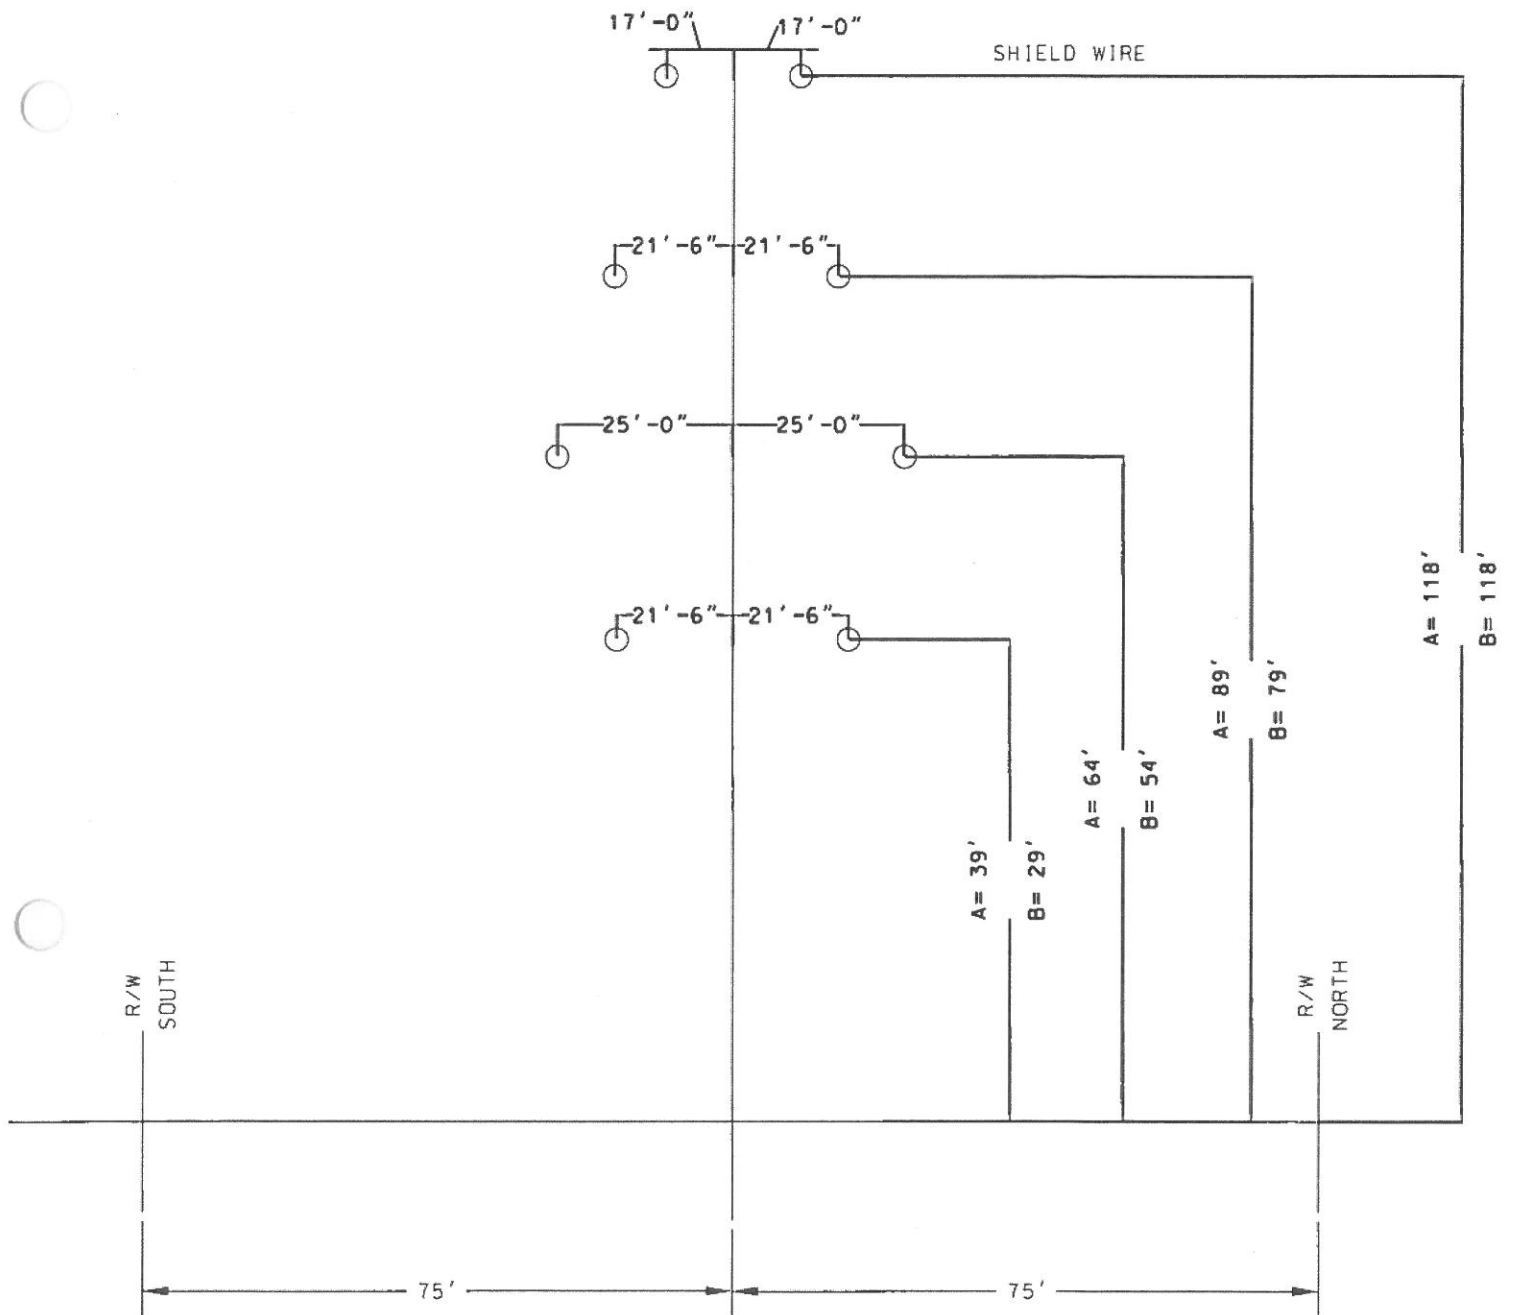 17'-0" 17'-0"
SHIELD WIRE
21'-6" 21'-6"
25'-0" 25'-0"
21'-6" 21'-6"
A= 118'
B= 118'
A= 89'
B= 79'
A= 64'
B= 54'
A= 39'
B= 29'
R/W
SOUTH
R/W
NORTH
75' 75'